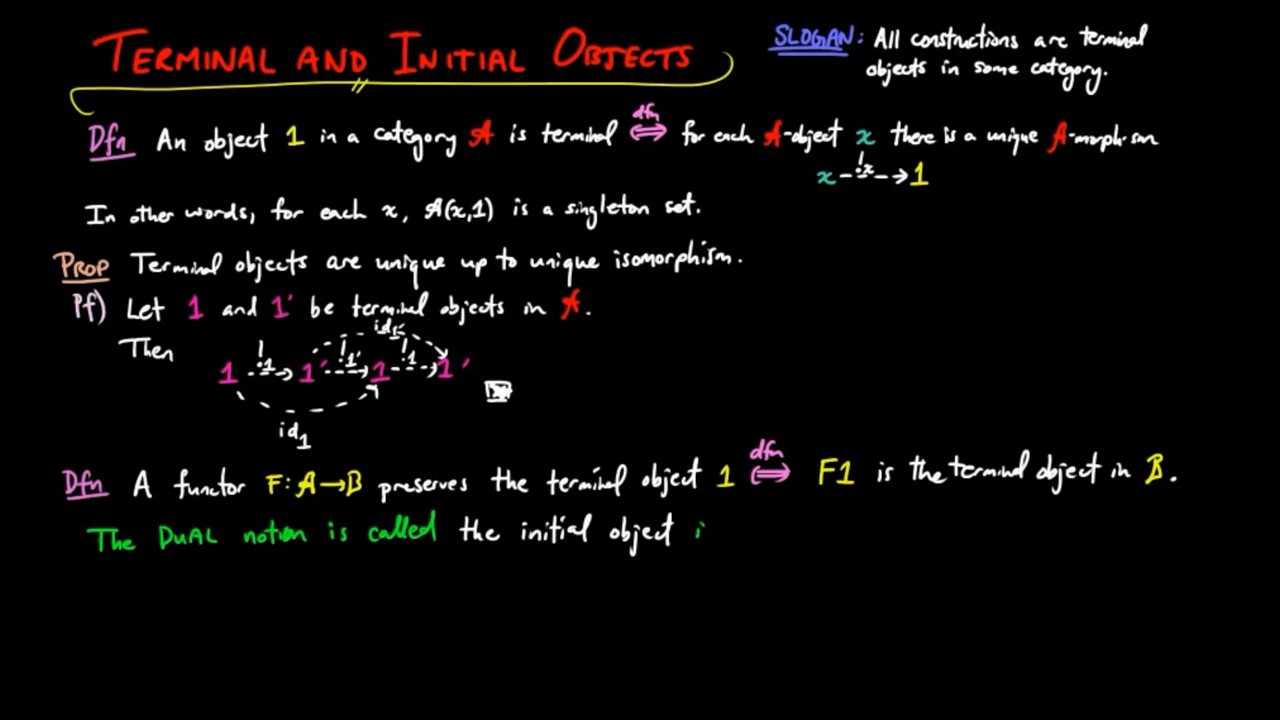 TERMINAL AND INITIAL OBJECTS
SLOGAN: All constructions are terminal
objects in some category.
Dfn An object 1 in a category A is terminal ⇔ for each A-object x there is a unique A-morphism
dfn
x --!x--> 1
In other words, for each x, A(x,1) is a singleton set.
PROP Terminal objects are unique up to unique isomorphism.
Pf) Let 1 and 1' be terminal objects in A.
Then
id1'
1 --!1--> 1' --!1'--> 1 --!1--> 1'
id1
dfn
Dfn A functor F: A→B preserves the terminal object 1 ⇔ F1 is the terminal object in B.
The DUAL notion is called the initial object i